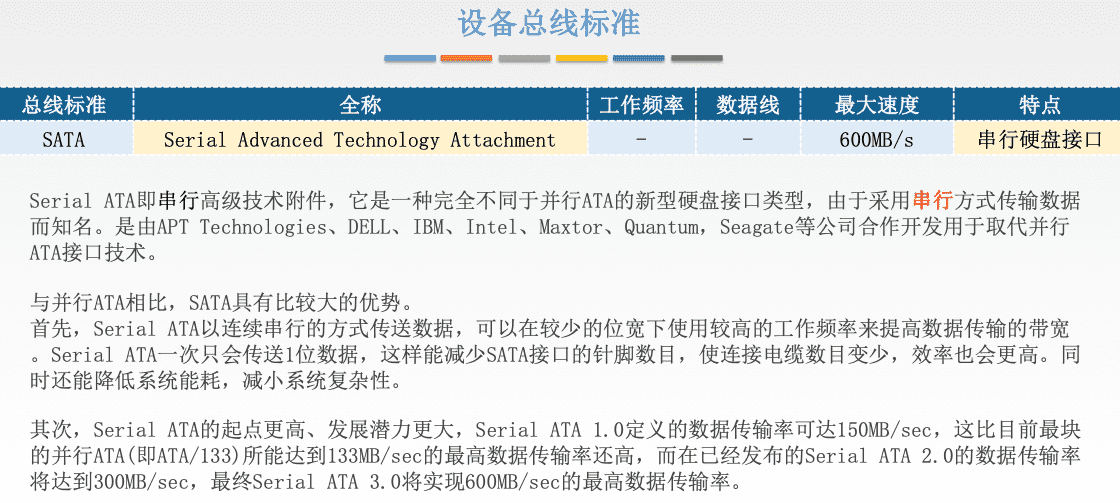 设备总线标准
总线标准 全称 工作频率 数据线 最大速度 特点
SATA Serial Advanced Technology Attachment - - 600MB/s 串行硬盘接口
Serial ATA即串行高级技术附件，它是一种完全不同于并行ATA的新型硬盘接口类型，由于采用串行方式传输数据
而知名。是由APT Technologies、DELL、IBM、Intel、Maxtor、Quantum，Seagate等公司合作开发用于取代并行
ATA接口技术。
与并行ATA相比，SATA具有比较大的优势。
首先，Serial ATA以连续串行的方式传送数据，可以在较少的位宽下使用较高的工作频率来提高数据传输的带宽
。Serial ATA一次只会传送1位数据，这样能减少SATA接口的针脚数目，使连接电缆数目变少，效率也会更高。同
时还能降低系统能耗，减小系统复杂性。
其次，Serial ATA的起点更高、发展潜力更大，Serial ATA 1.0定义的数据传输率可达150MB/sec，这比目前最块
的并行ATA(即ATA/133)所能达到133MB/sec的最高数据传输率还高，而在已经发布的Serial ATA 2.0的数据传输率
将达到300MB/sec，最终Serial ATA 3.0将实现600MB/sec的最高数据传输率。